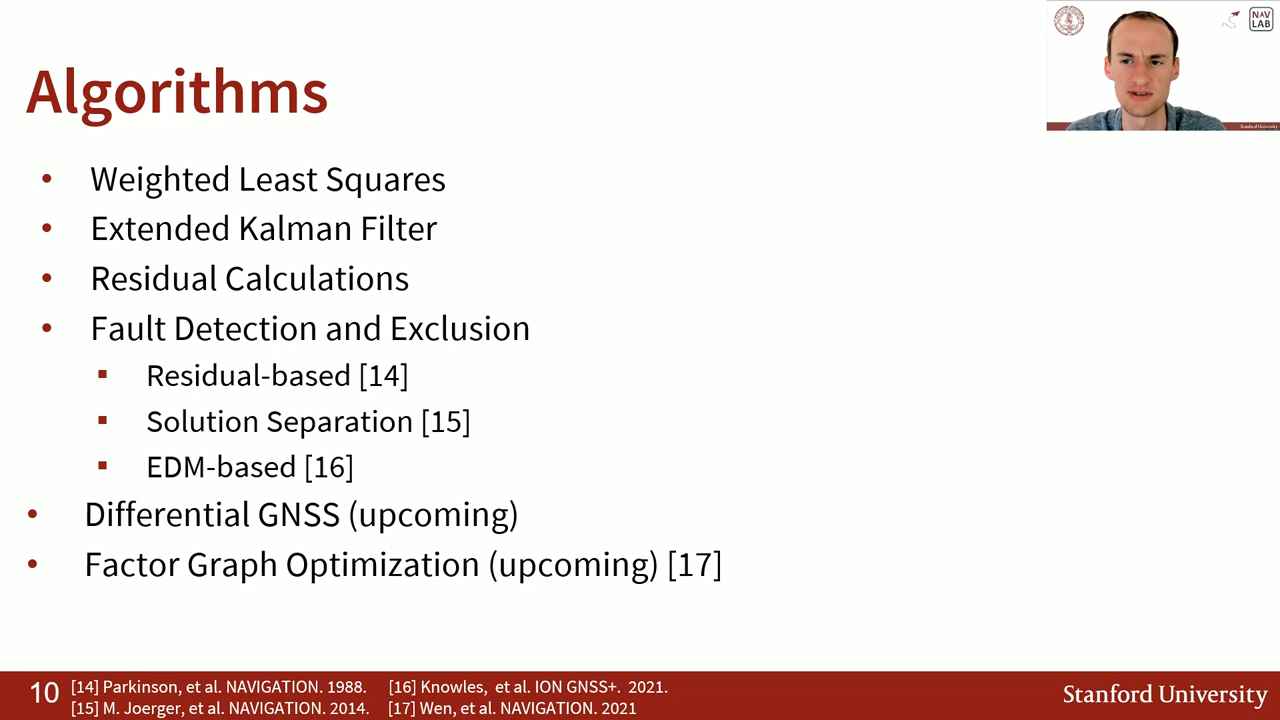 Algorithms
NAV
LAB
• Weighted Least Squares
• Extended Kalman Filter
• Residual Calculations
• Fault Detection and Exclusion
▪ Residual-based [14]
▪ Solution Separation [15]
▪ EDM-based [16]
• Differential GNSS (upcoming)
• Factor Graph Optimization (upcoming) [17]
10
[14] Parkinson, et al. NAVIGATION. 1988. [16] Knowles, et al. ION GNSS+. 2021.
[15] M. Joerger, et al. NAVIGATION. 2014. [17] Wen, et al. NAVIGATION. 2021
Stanford University